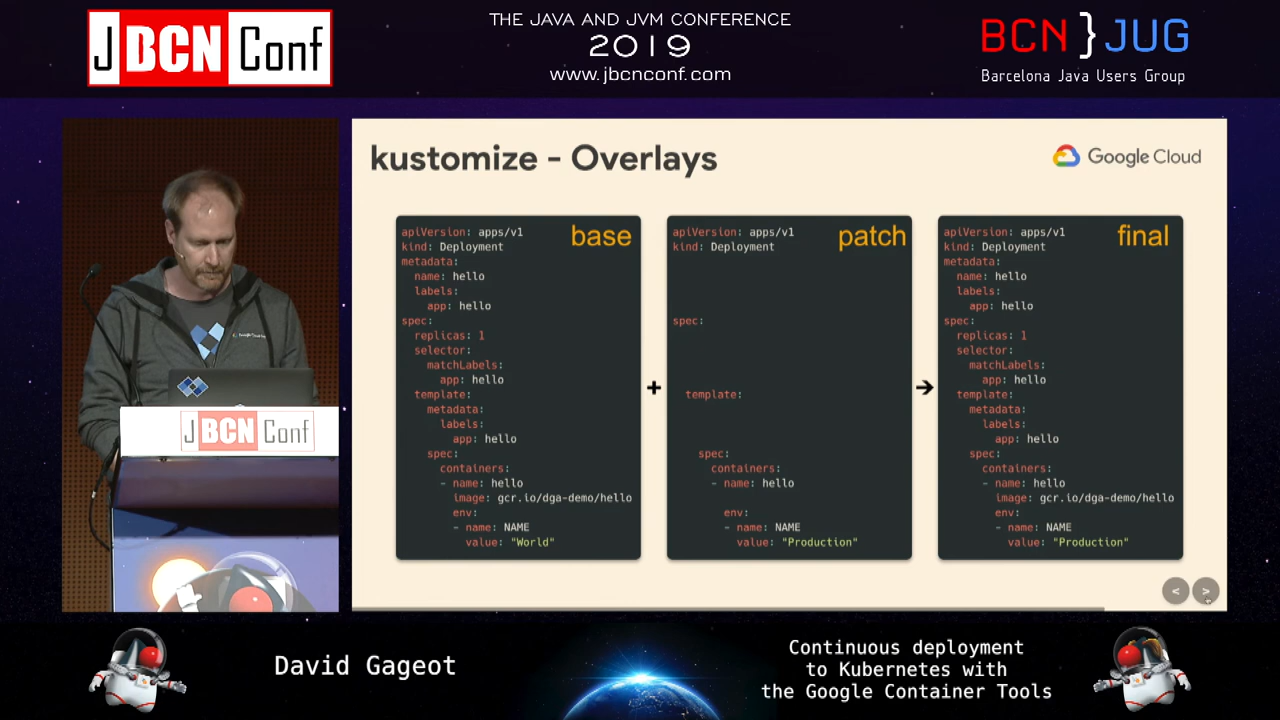 JBCNConf
THE JAVA AND JVM CONFERENCE
2019
www.jbcnconf.com
BCN}JUG
Barcelona Java Users Group
kustomize - Overlays
Google Cloud
base
apiVersion: apps/v1
kind: Deployment
metadata:
name: hello
labels:
app: hello
spec:
replicas: 1
selector:
matchLabels:
app: hello
template:
metadata:
labels:
app: hello
spec:
containers:
- name: hello
image: gcr.io/dga-demo/hello
env:
- name: NAME
value: "World"
+
patch
apiVersion: apps/v1
kind: Deployment
spec:
template:
spec:
containers:
- name: hello
env:
- name: NAME
value: "Production"
➔
final
apiVersion: apps/v1
kind: Deployment
metadata:
name: hello
labels:
app: hello
spec:
replicas: 1
selector:
matchLabels:
app: hello
template:
metadata:
labels:
app: hello
spec:
containers:
- name: hello
image: gcr.io/dga-demo/hello
env:
- name: NAME
value: "Production"
< >
JBCNConf
David Gageot
Continuous deployment
to Kubernetes with
the Google Container Tools